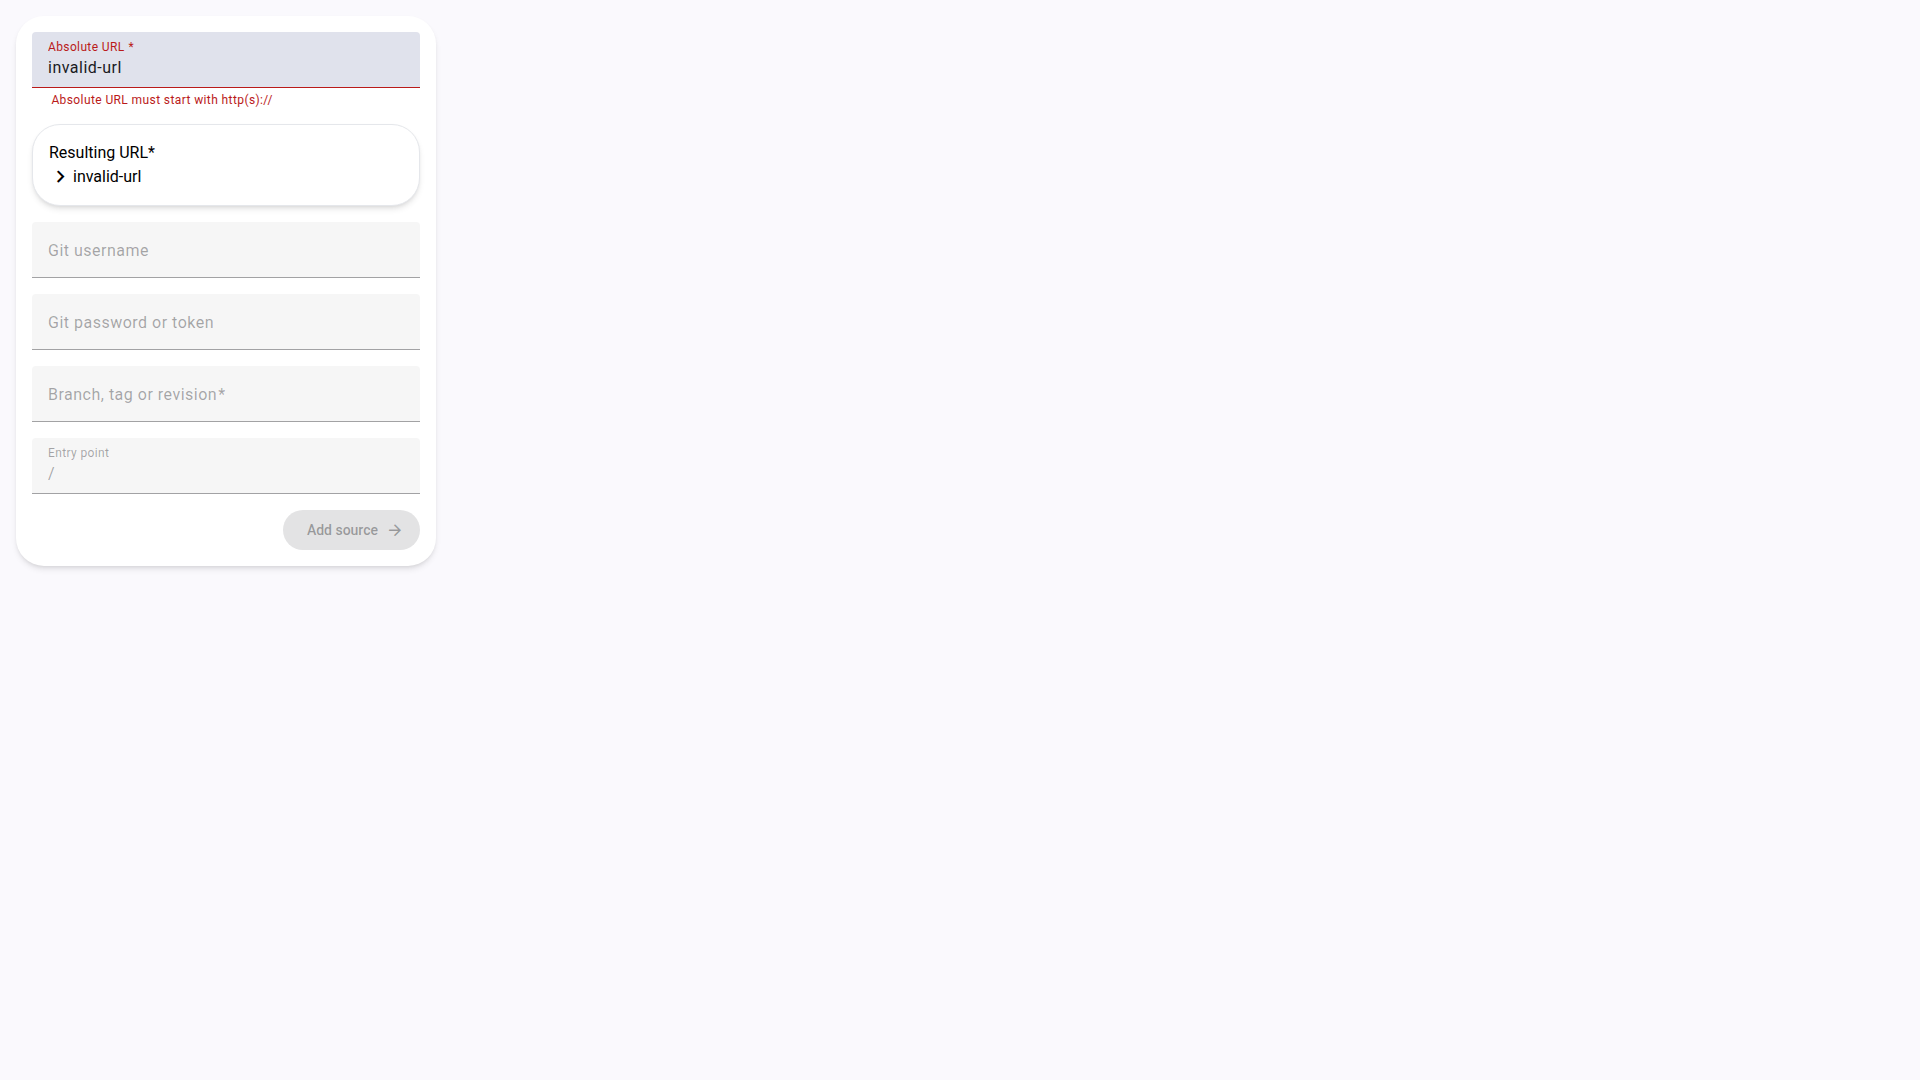 Absolute URL *
invalid-url
Absolute URL must start with http(s)://
Resulting URL*
invalid-url
Git username
Git password or token
Branch, tag or revision*
Entry point
/
Add source